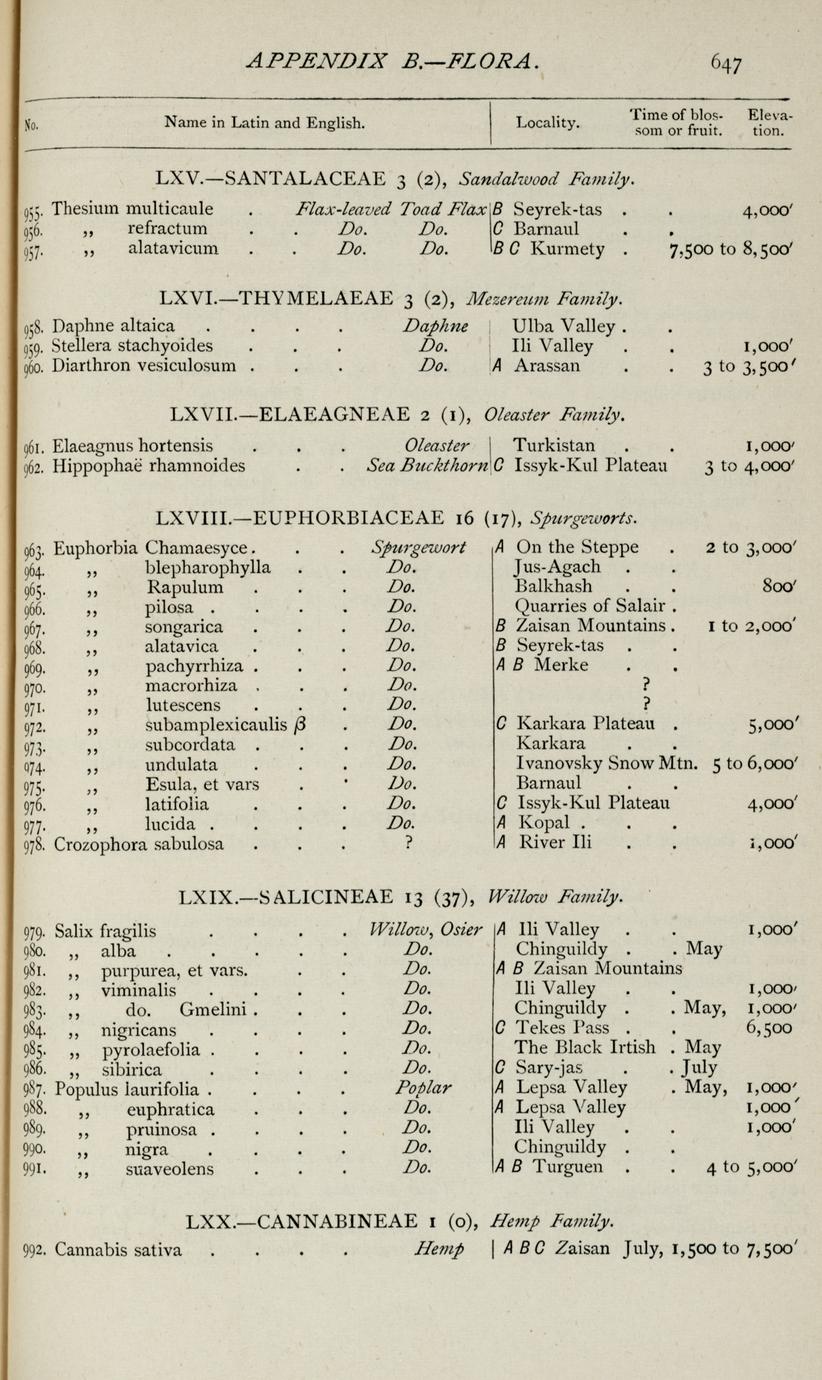 APPENDIX B.—FLORA. 647
No. Name in Latin and English. Locality. Time of blossom or fruit. Elevation.
LXV.—SANTALACEAE 3 (2), Sandalwood Family.
955. Thesium multicaule . Flax-leaved Toad Flax B Seyrek-tas . . 4,000′
956. ,, refractum . . Do. Do. C Barnaul . .
957. ,, alatavicum . . Do. Do. B C Kurmety . 7,500 to 8,500′
LXVI.—THYMELAEAE 3 (2), Mezereum Family.
958. Daphne altaica . . . . Daphne Ulba Valley . .
959. Stellera stachyoides . . . Do. Ili Valley . . 1,000′
960. Diarthron vesiculosum . . . Do. A Arassan . . 3 to 3,500′
LXVII.—ELAEAGNEAE 2 (1), Oleaster Family.
961. Elaeagnus hortensis . . . Oleaster Turkistan . . 1,000′
962. Hippophaë rhamnoides . . Sea Buckthorn C Issyk-Kul Plateau 3 to 4,000′
LXVIII.—EUPHORBIACEAE 16 (17), Spurgeworts.
963. Euphorbia Chamaesyce . . . Spurgewort A On the Steppe . 2 to 3,000′
964. ,, blepharophylla . . Do. Jus-Agach . .
965. ,, Rapulum . . . Do. Balkhash . . 800′
966. ,, pilosa . . . . Do. Quarries of Salair .
967. ,, songarica . . . Do. B Zaisan Mountains . 1 to 2,000′
968. ,, alatavica . . . Do. B Seyrek-tas . .
969. ,, pachyrrhiza . . . Do. A B Merke . .
970. ,, macrorhiza . . . Do. ?
971. ,, lutescens . . . Do. ?
972. ,, subamplexicaulis β . Do. C Karkara Plateau . 5,000′
973. ,, subcordata . . . Do. Karkara . .
974. ,, undulata . . . Do. Ivanovsky Snow Mtn. 5 to 6,000′
975. ,, Esula, et vars . . Do. Barnaul . .
976. ,, latifolia . . . Do. C Issyk-Kul Plateau 4,000′
977. ,, lucida . . . . Do. A Kopal . . .
978. Crozophora sabulosa . . . ? A River Ili . . 1,000′
LXIX.—SALICINEAE 13 (37), Willow Family.
979. Salix fragilis . . . . Willow, Osier A Ili Valley . . 1,000′
980. ,, alba . . . . . Do. Chinguildy . . May
981. ,, purpurea, et vars. . . Do. A B Zaisan Mountains
982. ,, viminalis . . . . Do. Ili Valley . . 1,000′
983. ,, do. Gmelini . . . Do. Chinguildy . . May, 1,000′
984. ,, nigricans . . . . Do. C Tekes Pass . . 6,500
985. ,, pyrolaefolia . . . . Do. The Black Irtish . May
986. ,, sibirica . . . . Do. C Sary-jas . . July
987. Populus laurifolia . . . . Poplar A Lepsa Valley . May, 1,000′
988. ,, euphratica . . . Do. A Lepsa Valley 1,000′
989. ,, pruinosa . . . . Do. Ili Valley . . 1,000′
990. ,, nigra . . . . Do. Chinguildy . .
991. ,, suaveolens . . . Do. A B Turguen . . 4 to 5,000′
LXX.—CANNABINEAE 1 (0), Hemp Family.
992. Cannabis sativa . . . . Hemp A B C Zaisan July, 1,500 to 7,500′